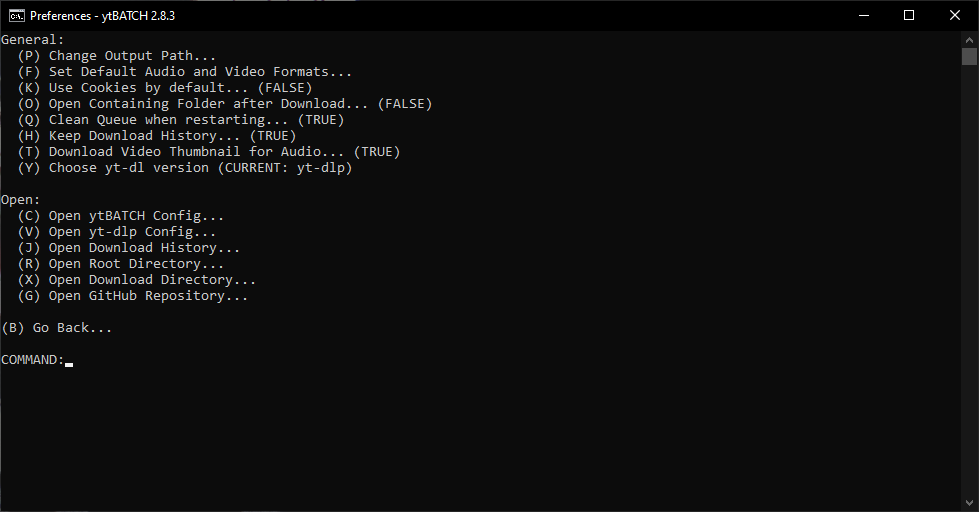 Preferences - ytBATCH 2.8.3
General:
(P) Change Output Path...
(F) Set Default Audio and Video Formats...
(K) Use Cookies by default... (FALSE)
(O) Open Containing Folder after Download... (FALSE)
(Q) Clean Queue when restarting... (TRUE)
(H) Keep Download History... (TRUE)
(T) Download Video Thumbnail for Audio... (TRUE)
(Y) Choose yt-dl version (CURRENT: yt-dlp)
Open:
(C) Open ytBATCH Config...
(V) Open yt-dlp Config...
(J) Open Download History...
(R) Open Root Directory...
(X) Open Download Directory...
(G) Open GitHub Repository...
(B) Go Back...
COMMAND: